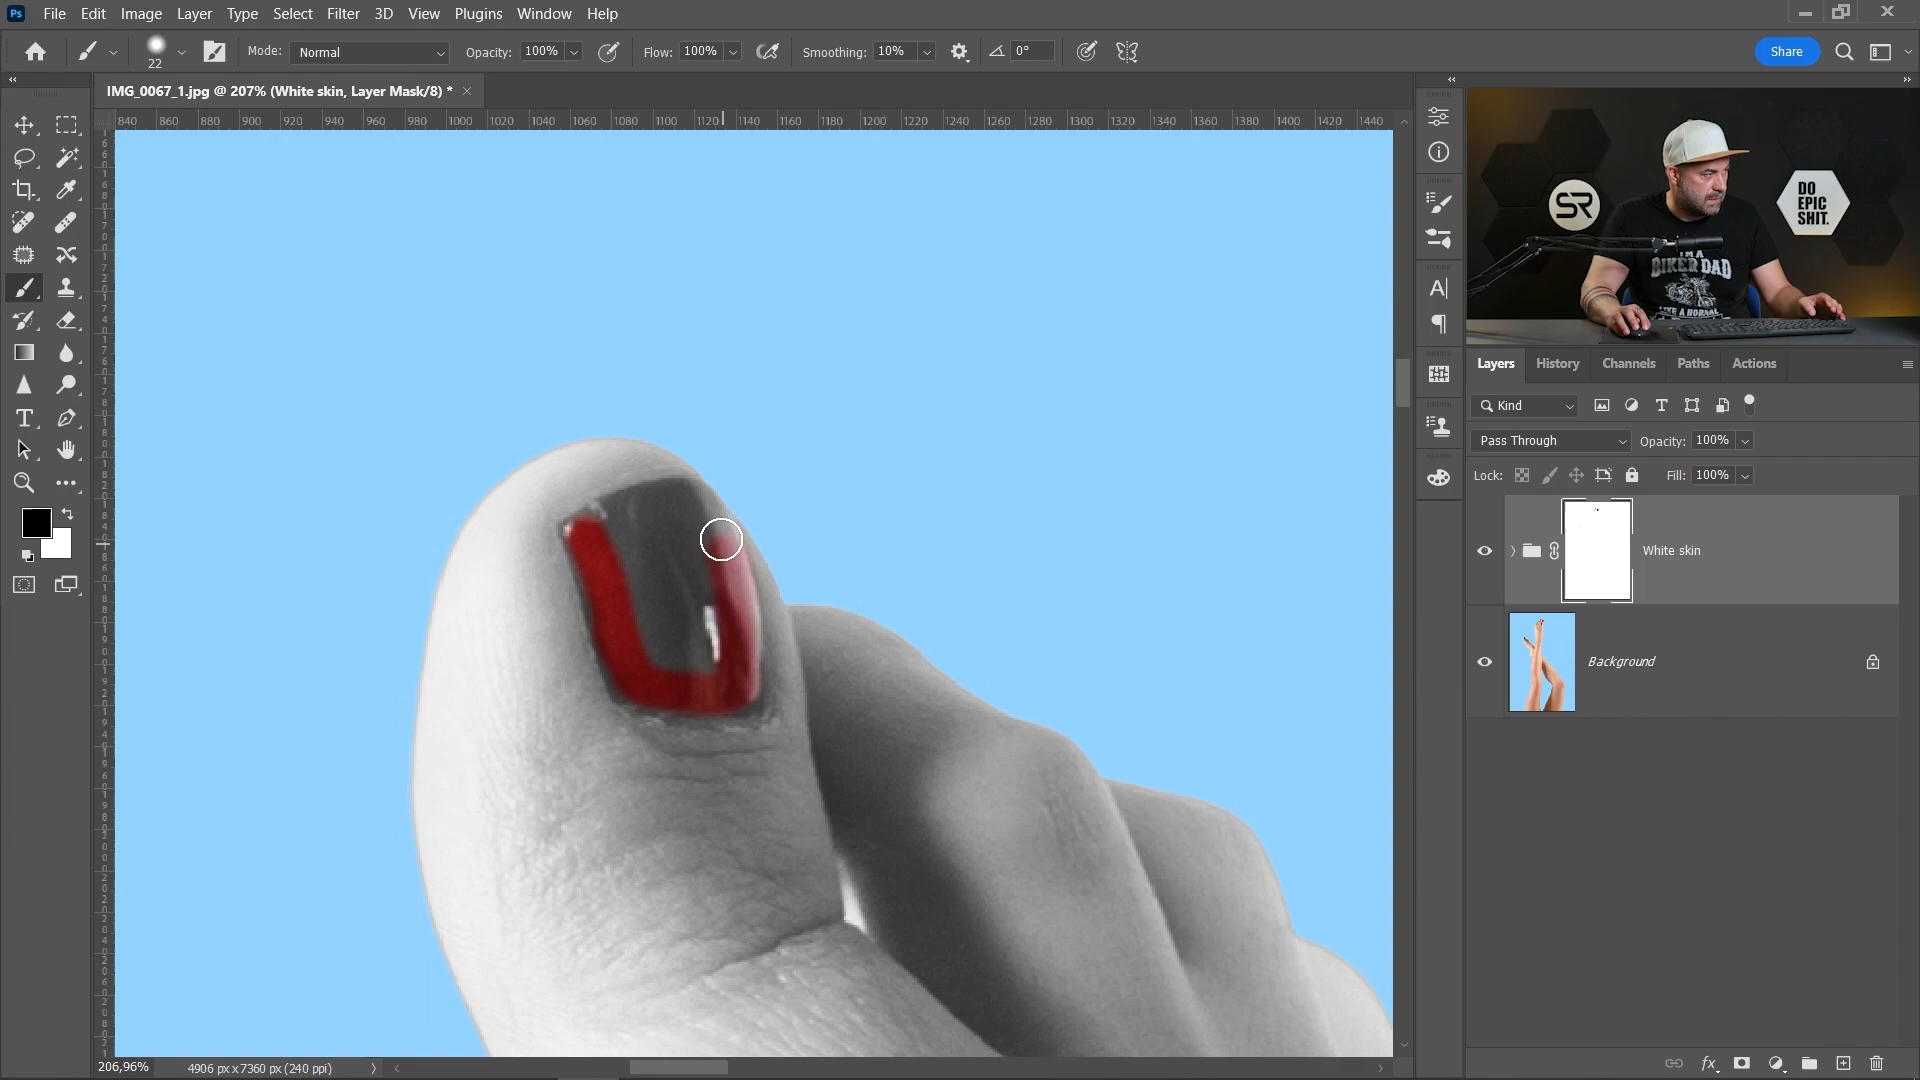 Ps File Edit Image Layer Type Select Filter 3D View Plugins Window Help
22 Mode: Normal Opacity: 100% Flow: 100% Smoothing: 10% 0° Share
IMG_0067_1.jpg @ 207% (White skin, Layer Mask/8) *
840 860 880 900 920 940 960 980 1000 1020 1040 1060 1080 1100 1120 1140 1160 1180 1200 1220 1240 1260 1280 1300 1320 1340 1360 1380 1400 1420 1440
SR
DO
EPIC
SHIT.
I'M A
BIKER DAD
LIKE A NORMAL
Layers History Channels Paths Actions
Kind
Pass Through Opacity: 100%
Lock: Fill: 100%
White skin
Background
206,96% 4906 px x 7360 px (240 ppi)